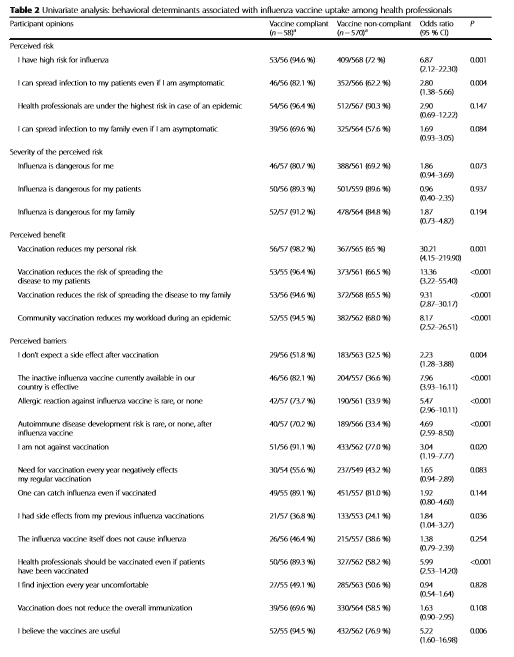 Table 2 Univariate analysis: behavioral determinants associated with influenza vaccine uptake among health professionals
Participant opinions Vaccine compliant Vaccine non-compliant Odds ratio P
(n=58)a (n=570)a (95 % CI)
Perceived risk
I have high risk for influenza 53/56 (94.6 %) 409/568 (72 %) 6.87 0.001
(2.12–22.30)
I can spread infection to my patients even if I am asymptomatic 46/56 (82.1 %) 352/566 (62.2 %) 2.80 0.004
(1.38–5.66)
Health professionals are under the highest risk in case of an epidemic 54/56 (96.4 %) 512/567 (90.3 %) 2.90 0.147
(0.69–12.22)
I can spread infection to my family even if I am asymptomatic 39/56 (69.6 %) 325/564 (57.6 %) 1.69 0.084
(0.93–3.05)
Severity of the perceived risk
Influenza is dangerous for me 46/57 (80.7 %) 388/561 (69.2 %) 1.86 0.073
(0.94–3.69)
Influenza is dangerous for my patients 50/56 (89.3 %) 501/559 (89.6 %) 0.96 0.937
(0.40–2.35)
Influenza is dangerous for my family 52/57 (91.2 %) 478/564 (84.8 %) 1.87 0.194
(0.73–4.82)
Perceived benefit
Vaccination reduces my personal risk 56/57 (98.2 %) 367/565 (65 %) 30.21 0.001
(4.15–219.90)
Vaccination reduces the risk of spreading the 53/55 (96.4 %) 373/561 (66.5 %) 13.36 <0.001
disease to my patients (3.22–55.40)
Vaccination reduces the risk of spreading the disease to my family 53/56 (94.6 %) 372/568 (65.5 %) 9.31 <0.001
(2.87–30.17)
Community vaccination reduces my workload during an epidemic 52/55 (94.5 %) 382/562 (68.0 %) 8.17 <0.001
(2.52–26.51)
Perceived barriers
I don't expect a side effect after vaccination 29/56 (51.8 %) 183/563 (32.5 %) 2.23 0.004
(1.28–3.88)
The inactive influenza vaccine currently available in our 46/56 (82.1 %) 204/557 (36.6 %) 7.96 <0.001
country is effective (3.93–16.11)
Allergic reaction against influenza vaccine is rare, or none 42/57 (73.7 %) 190/561 (33.9 %) 5.47 <0.001
(2.96–10.11)
Autoimmune disease development risk is rare, or none, after 40/57 (70.2 %) 189/566 (33.4 %) 4.69 <0.001
influenza vaccine (2.59–8.50)
I am not against vaccination 51/56 (91.1 %) 433/562 (77.0 %) 3.04 0.020
(1.19–7.77)
Need for vaccination every year negatively effects 30/54 (55.6 %) 237/549 (43.2 %) 1.65 0.083
my regular vaccination (0.94–2.89)
One can catch influenza even if vaccinated 49/55 (89.1 %) 451/557 (81.0 %) 1.92 0.144
(0.80–4.60)
I had side effects from my previous influenza vaccinations 21/57 (36.8 %) 133/553 (24.1 %) 1.84 0.036
(1.04–3.27)
The influenza vaccine itself does not cause influenza 26/56 (46.4 %) 215/557 (38.6 %) 1.38 0.254
(0.79–2.39)
Health professionals should be vaccinated even if patients 50/56 (89.3 %) 327/562 (58.2 %) 5.99 <0.001
have been vaccinated (2.53–14.20)
I find injection every year uncomfortable 27/55 (49.1 %) 285/563 (50.6 %) 0.94 0.828
(0.54–1.64)
Vaccination does not reduce the overall immunization 39/56 (69.6 %) 330/564 (58.5 %) 1.63 0.108
(0.90–2.95)
I believe the vaccines are useful 52/55 (94.5 %) 432/562 (76.9 %) 5.22 0.006
(1.60–16.98)